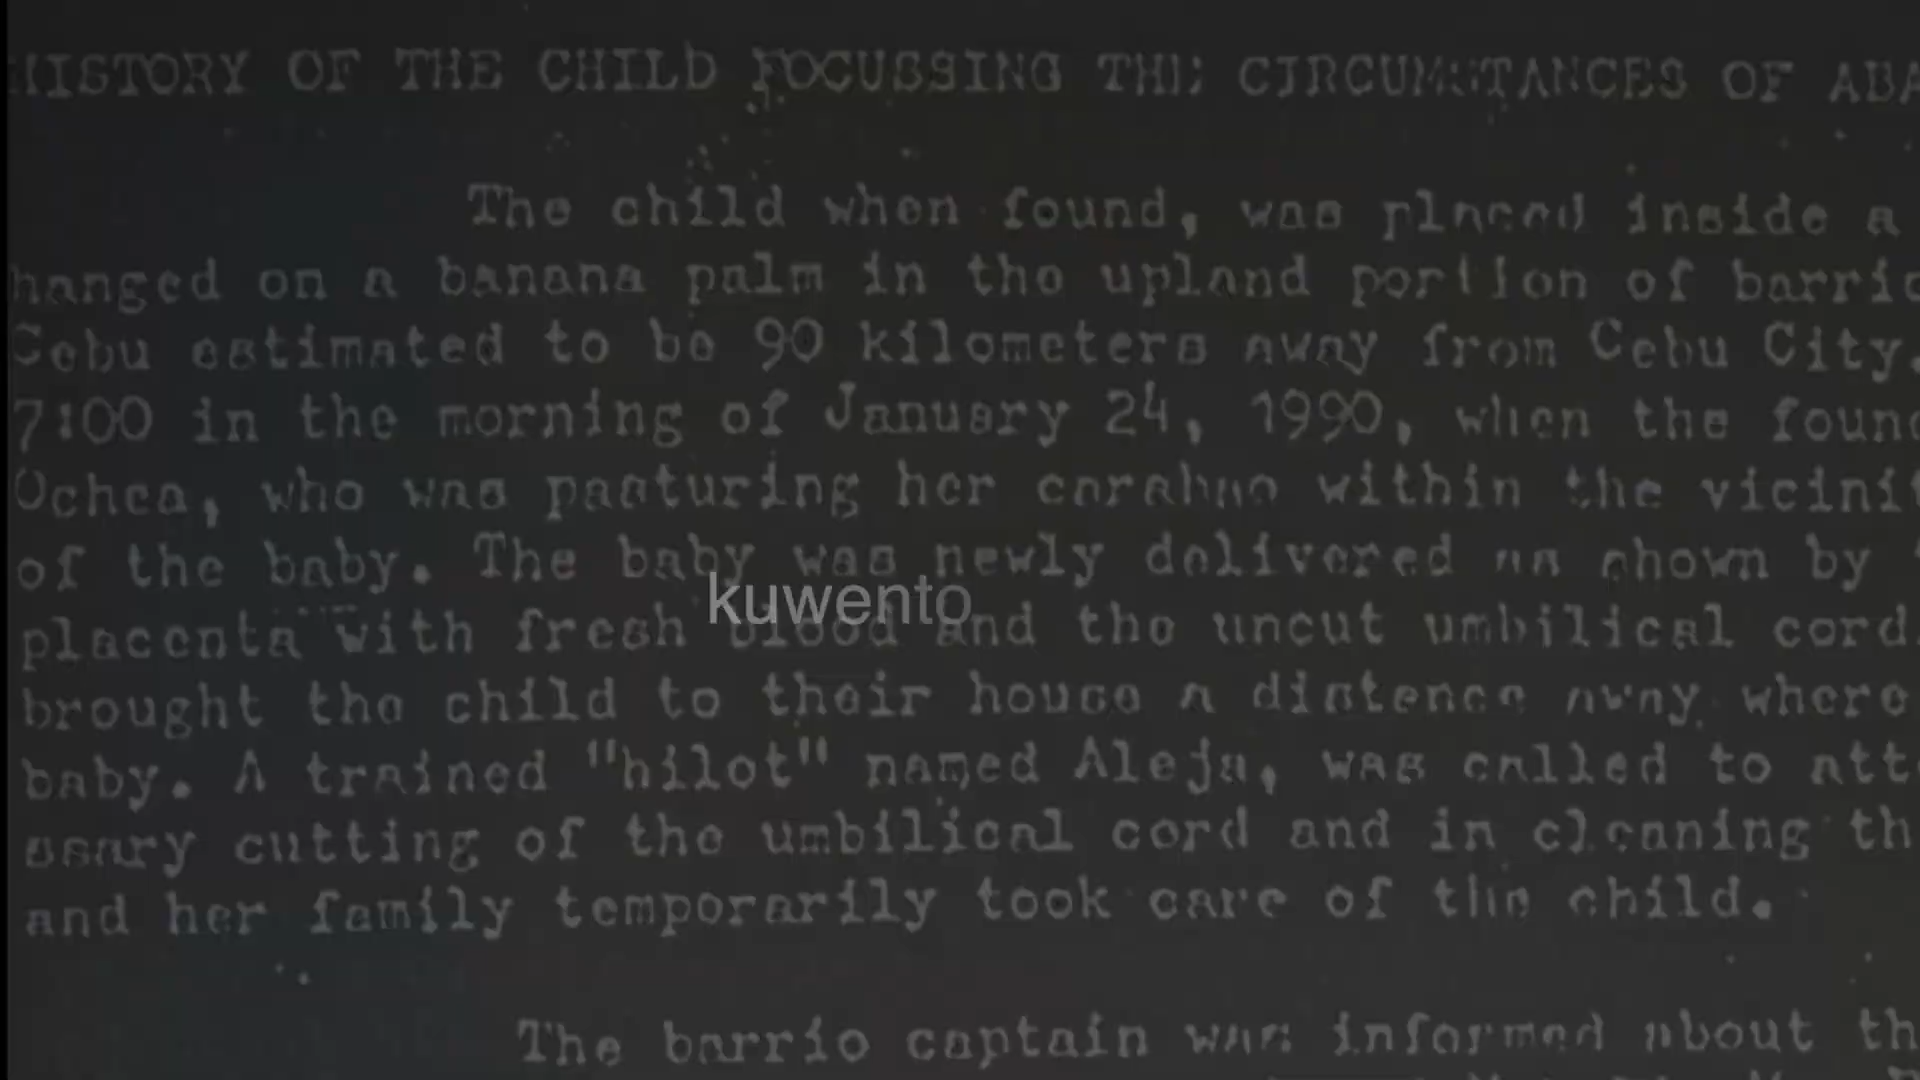 HISTORY OF THE CHILD FOCUSSING THE CIRCUMSTANCES OF ABA
The child when found, was placed inside a
hanged on a banana palm in the upland portion of barrio
Cebu estimated to be 90 kilometers away from Cebu City.
7:00 in the morning of January 24, 1990, when the found
Ochea, who was pasturing her carabao within the vicinit
of the baby. The baby was newly delivered as shown by
kuwento
placenta with fresh blood and the uncut umbilical cord.
brought the child to their house a distence away where
baby. A trained "hilot" named Aleja, was called to att
ssary cutting of the umbilical cord and in cleaning th
and her family temporarily took care of the child.
The barrio captain was informed about th